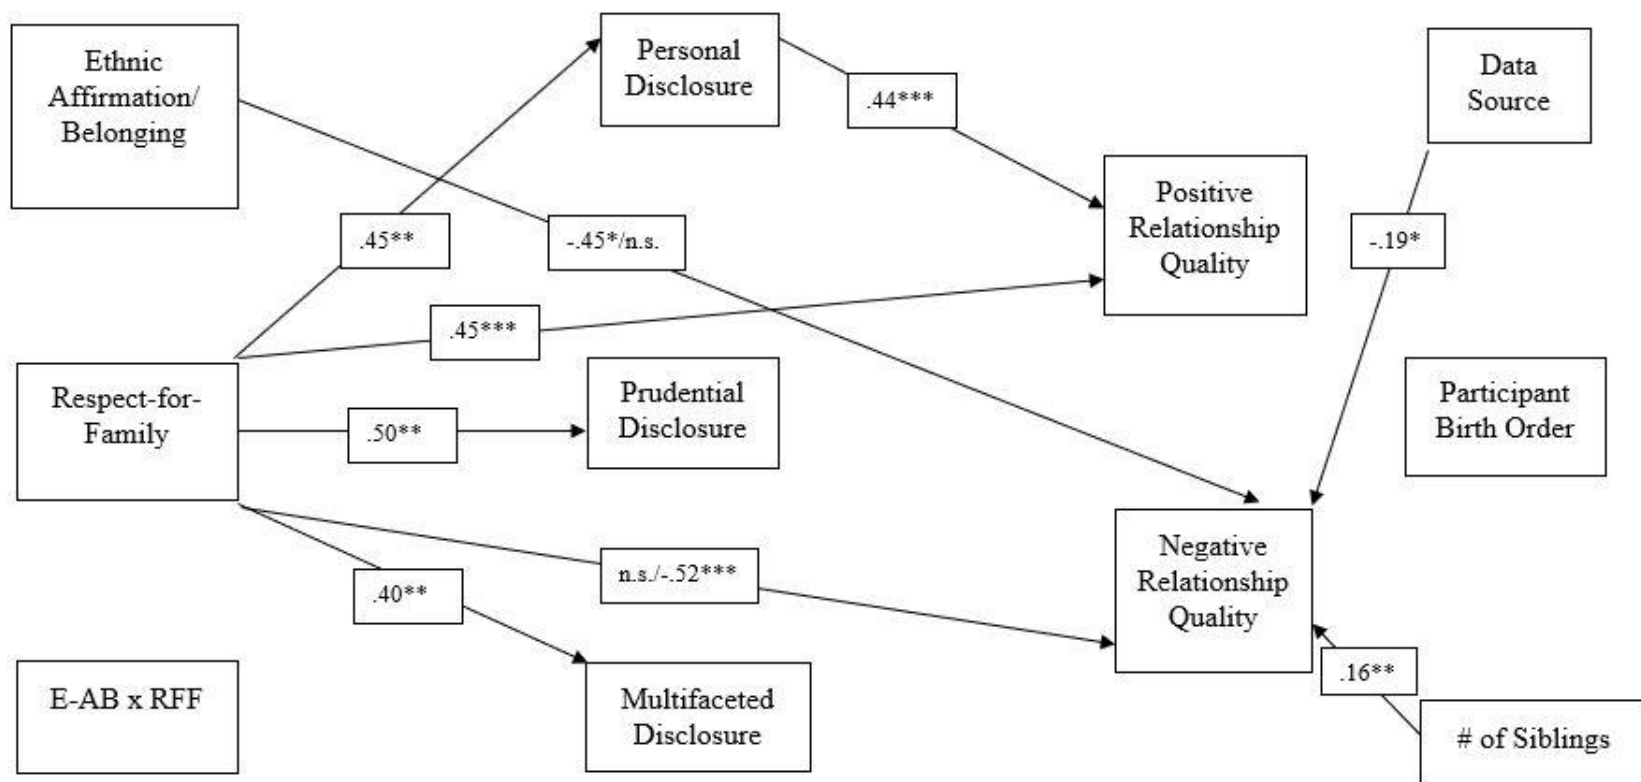 Ethnic
Affirmation/
Belonging
Personal
Disclosure
Data
Source
.44***
Positive
Relationship
Quality
.45**
-.45*/n.s.
-.19*
.45***
Respect-for-
Family
.50**
Prudential
Disclosure
Participant
Birth Order
Negative
Relationship
Quality
n.s./-.52***
.40**
.16**
E-AB x RFF
Multifaceted
Disclosure
# of Siblings